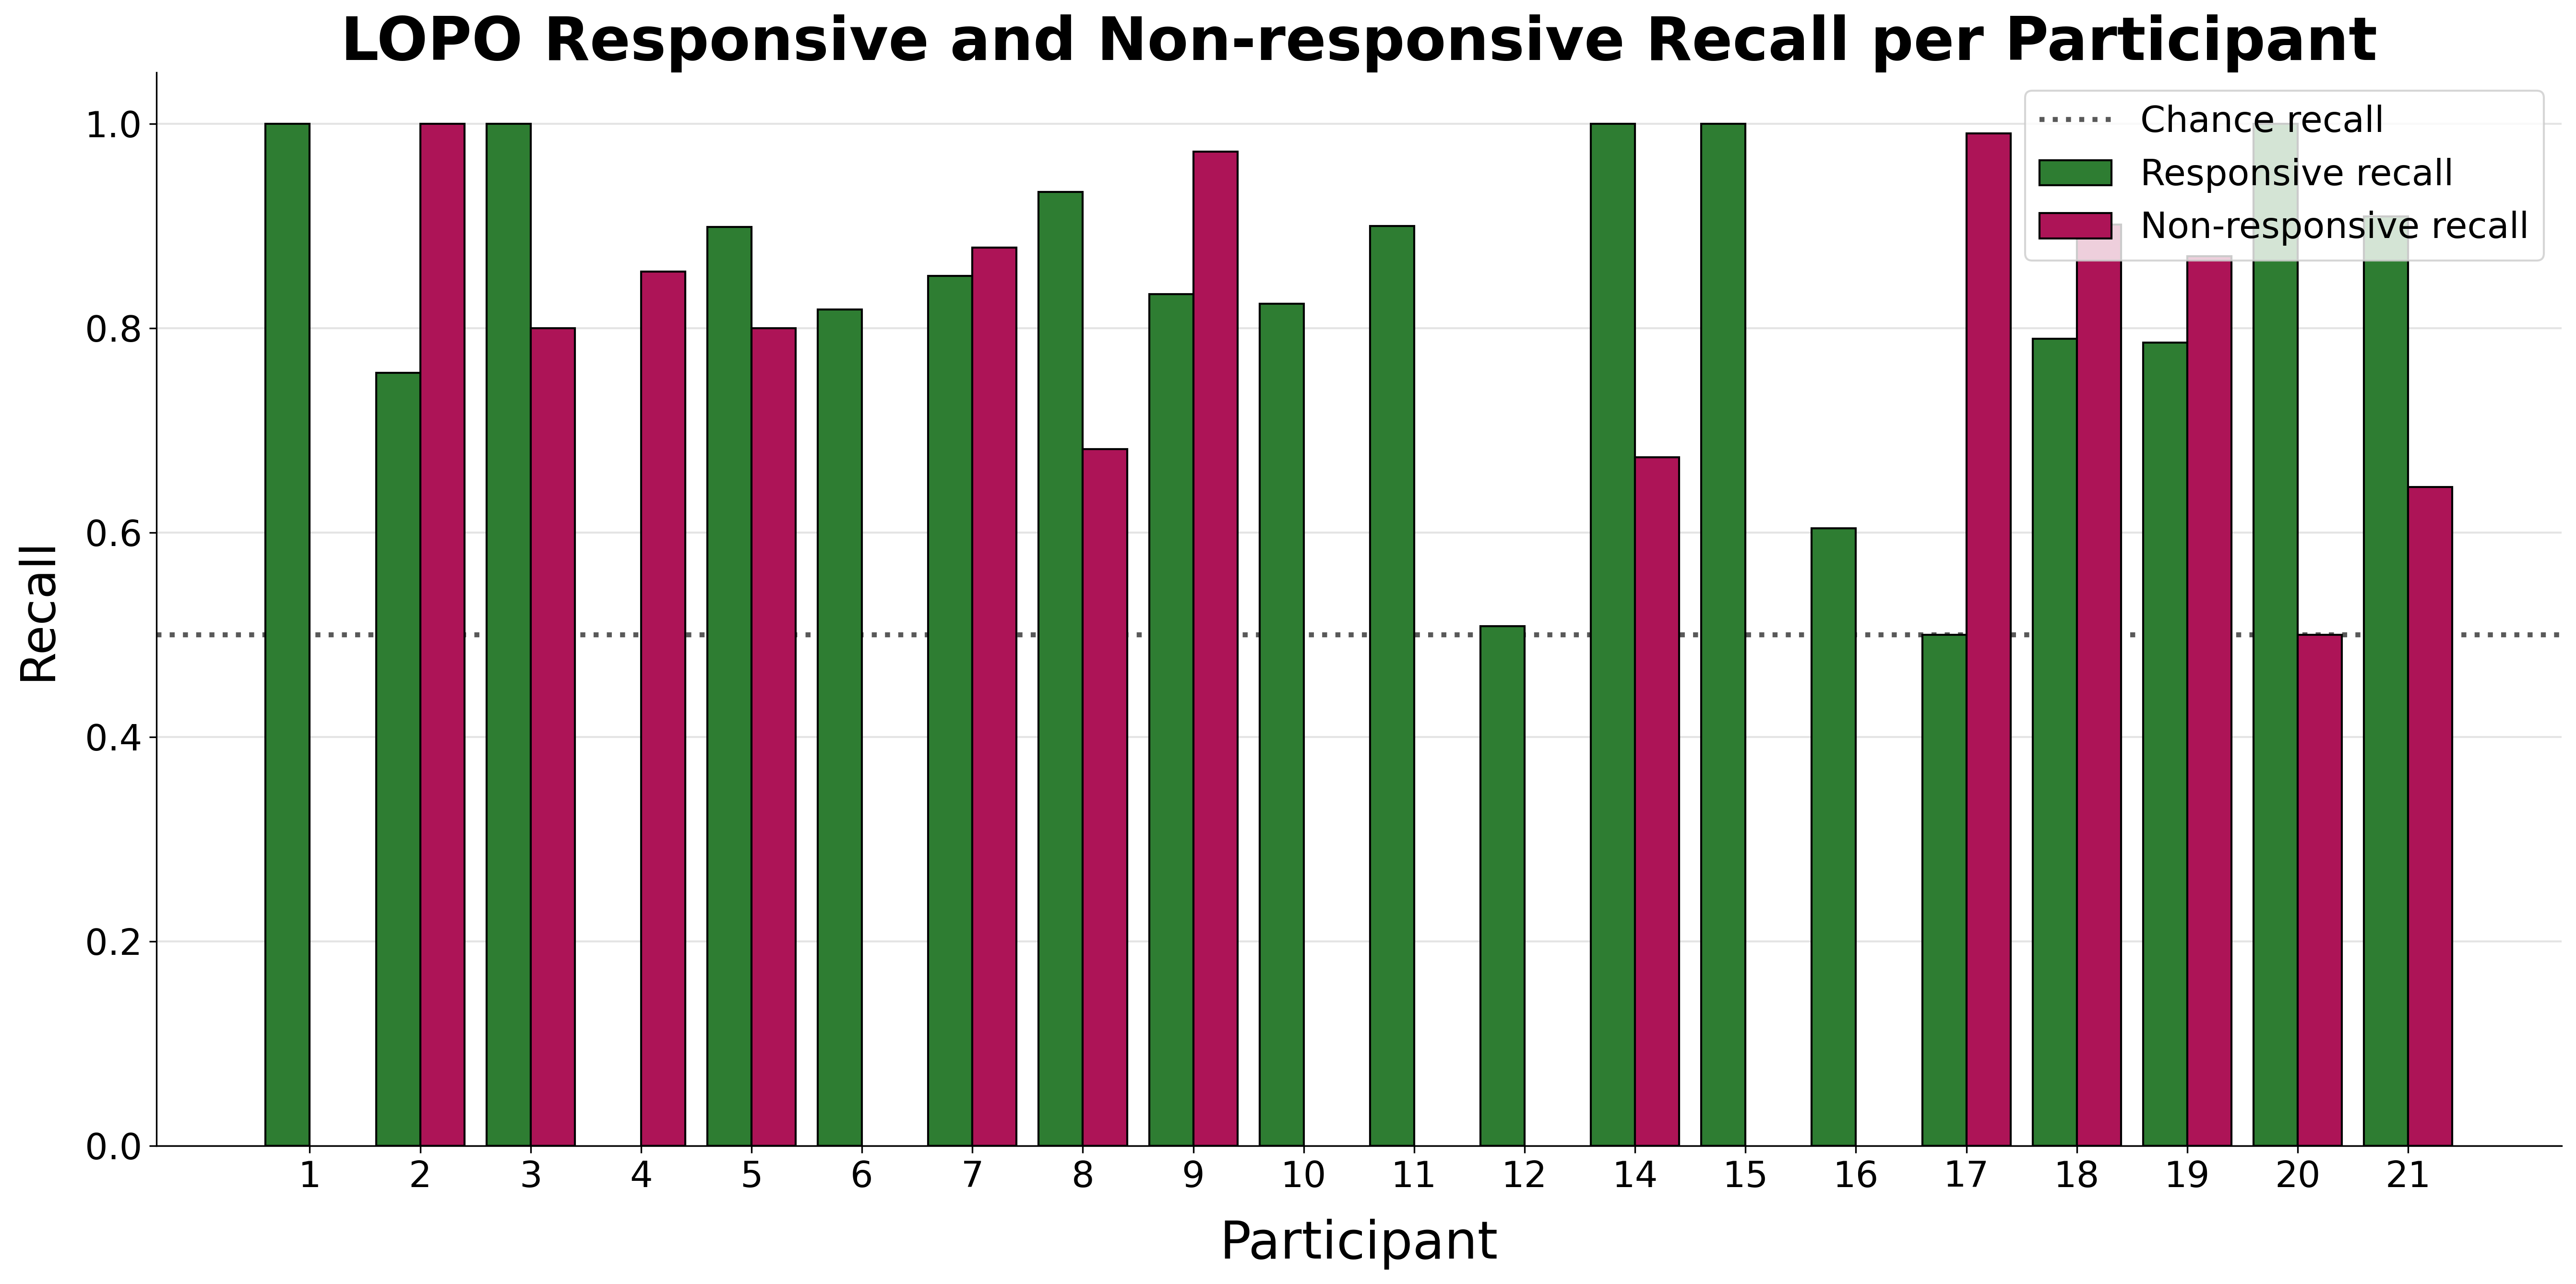 LOPO Responsive and Non-responsive Recall per Participant
Chance recall
Responsive recall
Non-responsive recall
1.0
0.8
0.6
0.4
0.2
0.0
Recall
1 2 3 4 5 6 7 8 9 10 11 12 14 15 16 17 18 19 20 21
Participant